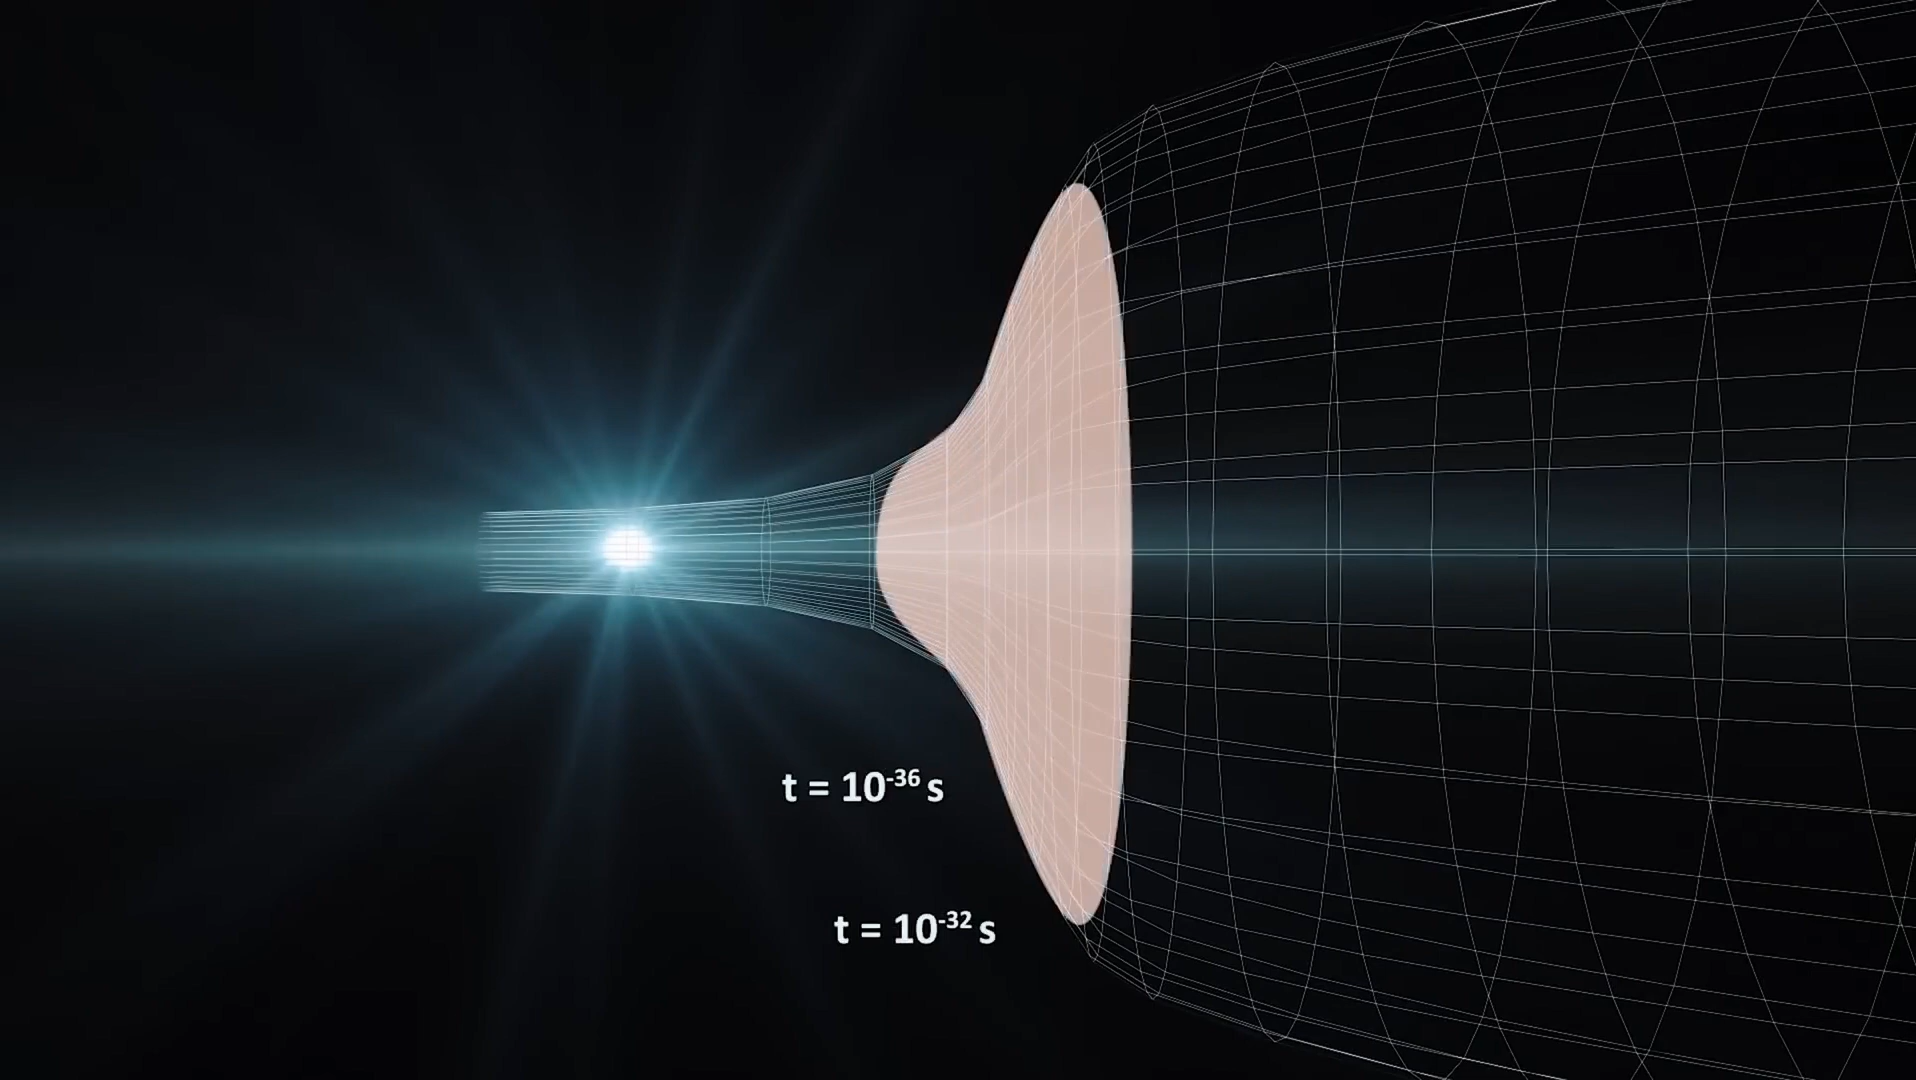 t = 10⁻³⁶ s
t = 10⁻³² s